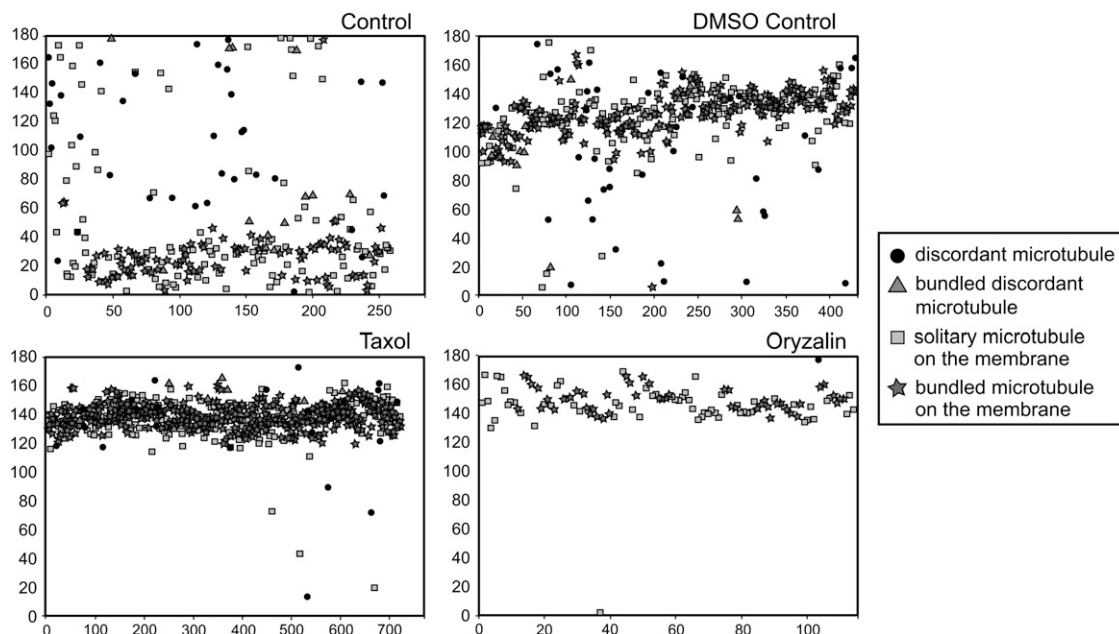 Control
180
160
140
120
100
80
60
40
20
0
0 50 100 150 200 250
DMSO Control
180
160
140
120
100
80
60
40
20
0
0 50 100 150 200 250 300 350 400
Taxol
180
160
140
120
100
80
60
40
20
0
0 100 200 300 400 500 600 700
Oryzalin
180
160
140
120
100
80
60
40
20
0
0 20 40 60 80 100
discordant microtubule
bundled discordant
microtubule
solitary microtubule
on the membrane
bundled microtubule
on the membrane